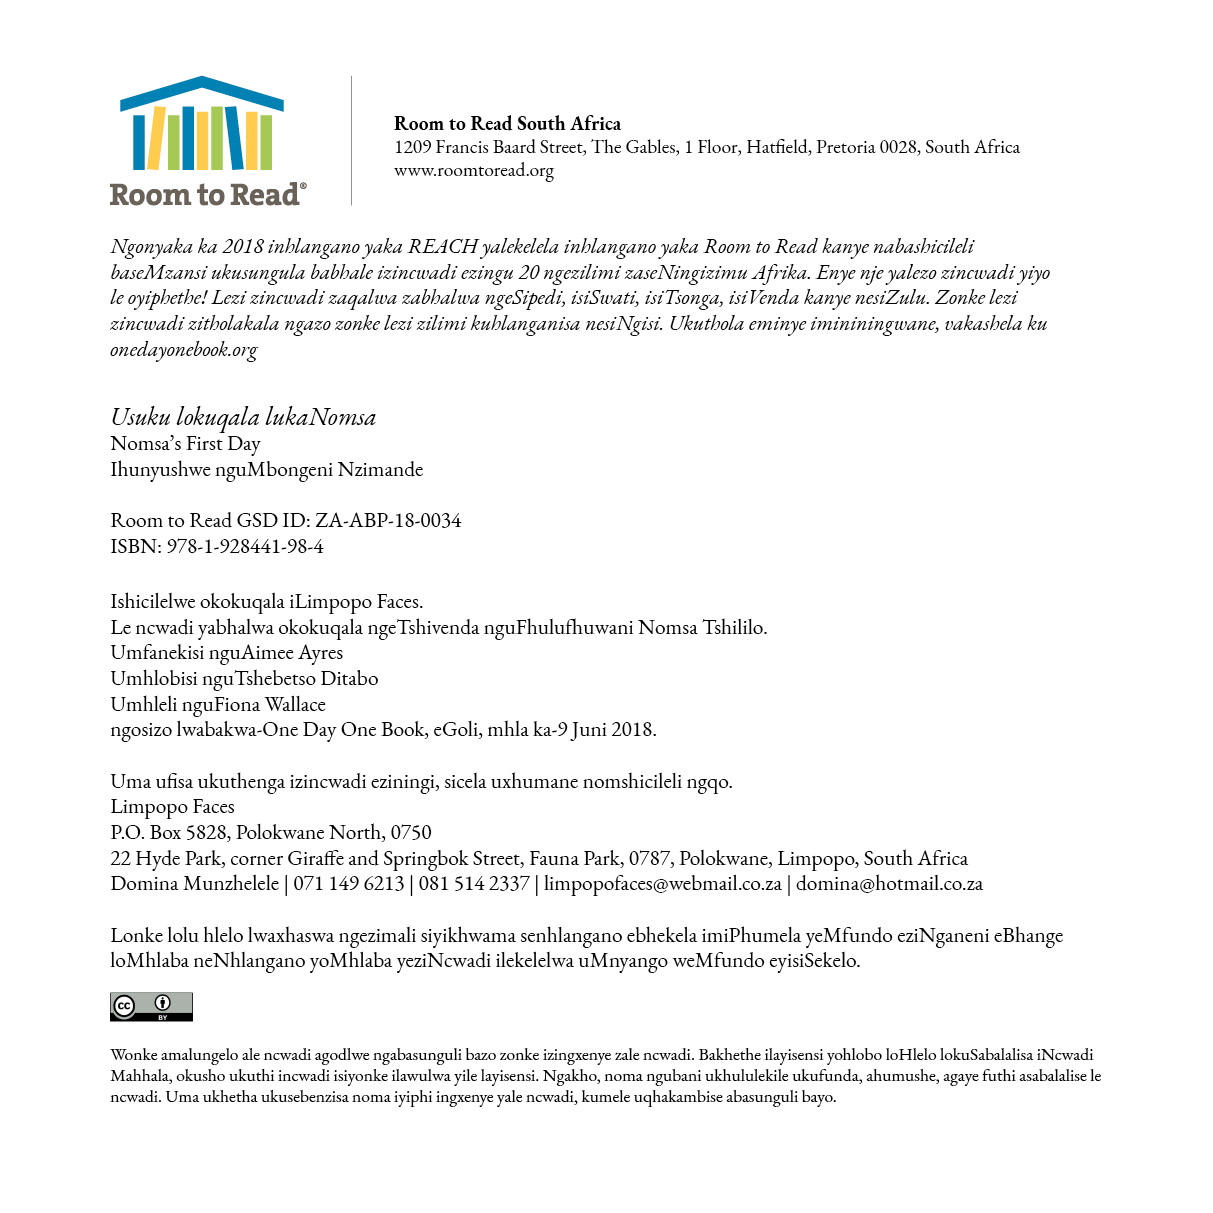 Room to Read®
Room to Read South Africa
1209 Francis Baard Street, The Gables, 1 Floor, Hatfield, Pretoria 0028, South Africa
www.roomtoread.org
Ngonyaka ka 2018 inhlangano yaka REACH yalekelela inhlangano yaka Room to Read kanye nabashicileli
baseMzansi ukusungula babhale izincwadi ezingu 20 ngezilimi zaseNingizimu Afrika. Enye nje yalezo zincwadi yiyo
le oyiphethe! Lezi zincwadi zaqalwa zabhalwa ngeSipedi, isiSwati, isiTsonga, isiVenda kanye nesiZulu. Zonke lezi
zincwadi zitholakala ngazo zonke lezi zilimi kuhlanganisa nesiNgisi. Ukuthola eminye imininingwane, vakashela ku
onedayonebook.org
Usuku lokuqala lukaNomsa
Nomsa’s First Day
Ihunyushwe nguMbongeni Nzimande
Room to Read GSD ID: ZA-ABP-18-0034
ISBN: 978-1-928441-98-4
Ishicilelwe okokuqala iLimpopo Faces.
Le ncwadi yabhalwa okokuqala ngeTshivenda nguFhulufhuwani Nomsa Tshililo.
Umfanekisi nguAimee Ayres
Umhlobisi nguTshebetso Ditabo
Umhleli nguFiona Wallace
ngosizo lwabakwa-One Day One Book, eGoli, mhla ka-9 Juni 2018.
Uma ufisa ukuthenga izincwadi eziningi, sicela uxhumane nomshicileli ngqo.
Limpopo Faces
P.O. Box 5828, Polokwane North, 0750
22 Hyde Park, corner Giraffe and Springbok Street, Fauna Park, 0787, Polokwane, Limpopo, South Africa
Domina Munzhelele | 071 149 6213 | 081 514 2337 | limpopofaces@webmail.co.za | domina@hotmail.co.za
Lonke lolu hlelo lwaxhaswa ngezimali siyikhwama senhlangano ebhekela imiPhumela yeMfundo eziNganeni eBhange
loMhlaba neNhlangano yoMhlaba yeziNcwadi ilekelelwa uMnyango weMfundo eyisiSekelo.
cc BY
Wonke amalungelo ale ncwadi agodlwe ngabasunguli bazo zonke izingxenye zale ncwadi. Bakhethe ilayisensi yohlobo loHlelo lokuSabalalisa iNcwadi
Mahhala, okusho ukuthi incwadi isiyonke ilawulwa yile layisensi. Ngakho, noma ngubani ukhululekile ukufunda, ahumushe, agaye futhi asabalalise le
ncwadi. Uma ukhetha ukusebenzisa noma iyiphi ingxenye yale ncwadi, kumele uqhakambise abasunguli bayo.